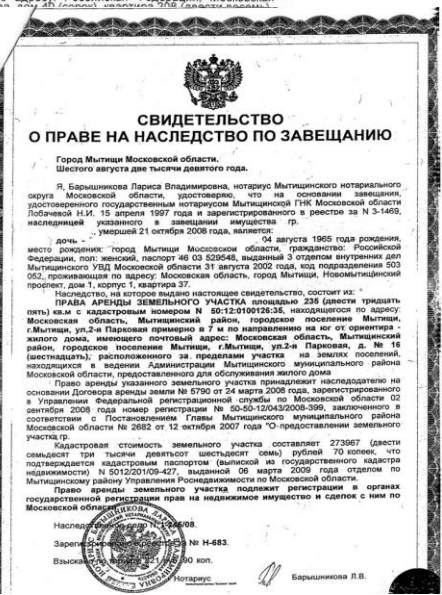 СВИДЕТЕЛЬСТВО
О ПРАВЕ НА НАСЛЕДСТВО ПО ЗАВЕЩАНИЮ
Город Мытищи Московской области.
Шестого августа две тысячи девятого года.
Я, Барышникова Лариса Владимировна, нотариус Мытищинского нотариального
округа Московской области, удостоверяю, что на основании завещания,
удостоверенного государственным нотариусом Мытищинской ГНК Московской области
Лобачевой Н.И. 15 апреля 1997 года и зарегистрированного в реестре за N 3-1469,
наследницей указанного в завещании имущества гр.
умершей 21 октября 2008 года, является:
дочь - 04 августа 1965 года рождения,
место рождения: город Мытищи Московской области, гражданство: Российской
Федерации, пол: женский, паспорт 46 03 529548, выданный 3 отделом внутренних дел
Мытищинского УВД Московской области 31 августа 2002 года, код подразделения 503
052, проживающая по адресу: Московская область, город Мытищи, Новомытищинский
проспект, дом 1, корпус 1, квартира 37.
Наследство, на которое выдано настоящее свидетельство, состоит из:
ПРАВА АРЕНДЫ ЗЕМЕЛЬНОГО УЧАСТКА площадью 235 (двести тридцать
пять) кв.м с кадастровым номером N 50:12:0100126:35, находящегося по адресу:
Московская область, Мытищинский район, городское поселение Мытищи,
г.Мытищи, ул.2-я Парковая примерно в 7 м по направлению на юг от ориентира -
жилого дома, имеющего почтовый адрес: Московская область, Мытищинский
район, городское поселение Мытищи, г.Мытищи, ул.2-я Парковая, д. № 16
(шестнадцать), расположенного за пределами участка на землях поселений,
находящихся в ведении Администрации Мытищинского муниципального района
Московской области, предоставленного для обслуживания жилого дома
Право аренды указанного земельного участка принадлежит наследодателю на
основании Договора аренды земли № 5790 от 24 марта 2008 года, зарегистрированного
в Управлении Федеральной регистрационной службы по Московской области 02
сентября 2008 года номер регистрации № 50-50-12/043/2008-399, заключенного в
соответствии с Постановлением Главы Мытищинского муниципального района
Московской области № 2682 от 12 октября 2007 года "О предоставлении земельного
участка гр.
Кадастровая стоимость земельного участка составляет 273967 (двести
семьдесят три тысячи девятьсот шестьдесят семь) рублей 70 копеек, что
подтверждается кадастровым паспортом (выпиской из государственного кадастра
недвижимости) N 5012/201/09-427, выданной 06 марта 2009 года отделом по
Мытищинскому району Управления Роснедвижимости по Московской области.
Право аренды земельного участка подлежит регистрации в органах
государственной регистрации прав на недвижимое имущество и сделок с ним по
Московской области
Наследственное дело
Зарегистрировано в реестре за № Н-683.
Взыскано по тарифу коп.
Нотариус Барышникова Л.В.